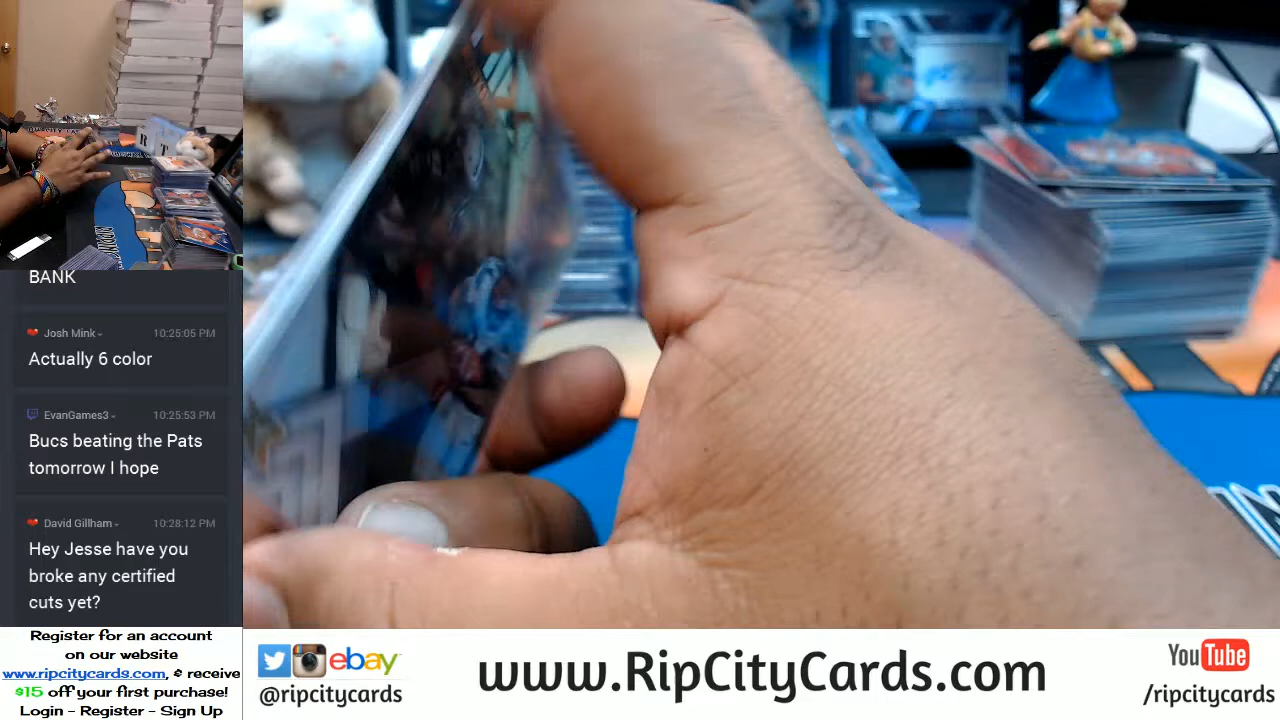 BANK
Josh Mink
10:25:05 PM
Actually 6 color
EvanGames3
10:25:53 PM
Bucs beating the Pats
tomorrow I hope
David Gillham
10:28:12 PM
Hey Jesse have you
broke any certified
cuts yet?
Register for an account
on our website
www.ripcitycards.com, & receive
$15 off your first purchase!
Login - Register - Sign Up
ebay
@ripcitycards
www.RipCityCards.com
YouTube
/ripcitycards